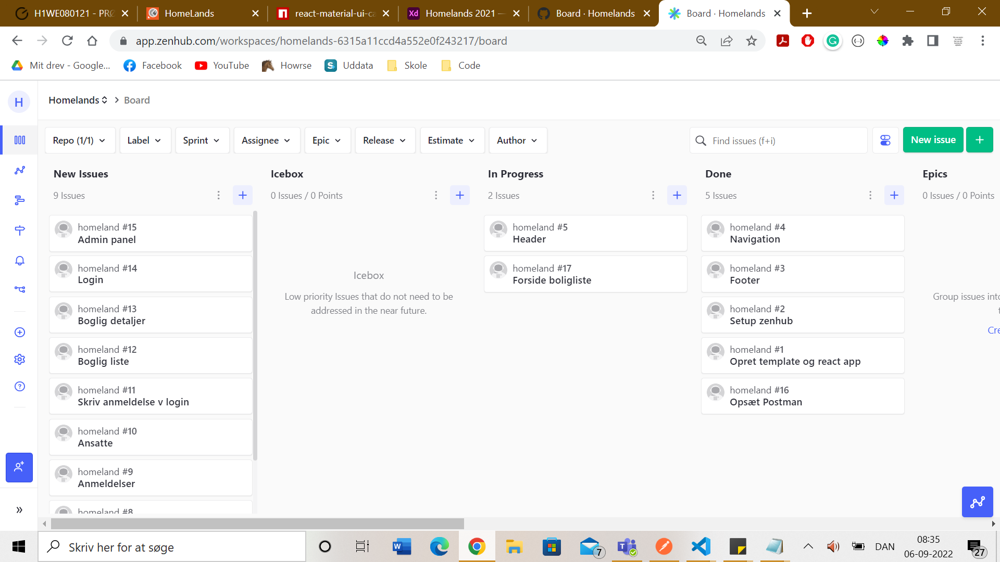 H1WE080121 - PRØ
HomeLands
react-material-ui-ca
Homelands 2021 —
Board · Homelands
Board · Homelands
app.zenhub.com/workspaces/homelands-6315a11ccd4a552e0f243217/board
Mit drev - Google...
Facebook
YouTube
Howrse
Uddata
Skole
Code
H
Homelands
Board
Repo (1/1)
Label
Sprint
Assignee
Epic
Release
Estimate
Author
Find issues (f+i)
New issue
New Issues
9 Issues
homeland #15
Admin panel
homeland #14
Login
homeland #13
Boglig detaljer
homeland #12
Boglig liste
homeland #11
Skriv anmeldelse v login
homeland #10
Ansatte
homeland #9
Anmeldelser
homeland #8
Icebox
0 Issues / 0 Points
Icebox
Low priority Issues that do not need to be
addressed in the near future.
In Progress
2 Issues
homeland #5
Header
homeland #17
Forside boligliste
Done
5 Issues
homeland #4
Navigation
homeland #3
Footer
homeland #2
Setup zenhub
homeland #1
Opret template og react app
homeland #16
Opsæt Postman
Epics
0 Issues / 0 Points
Group issues into
t
Cre
Skriv her for at søge
7
DAN
08:35
06-09-2022
27